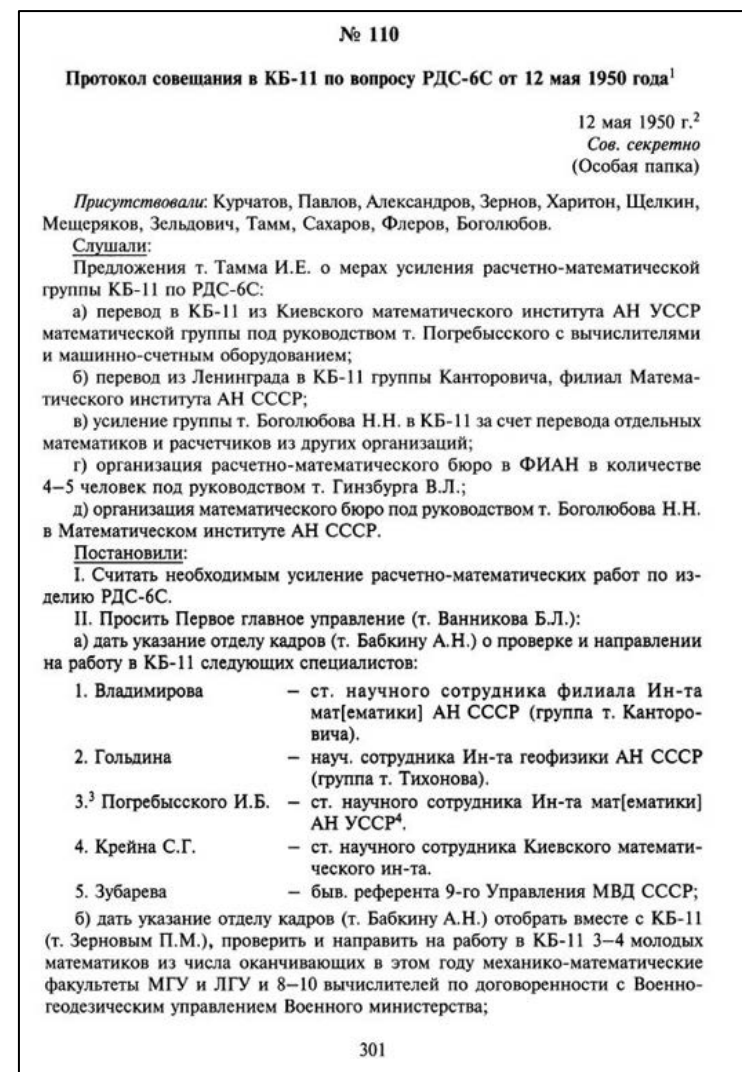 № 110
Протокол совещания в КБ-11 по вопросу РДС-6С от 12 мая 1950 года¹
12 мая 1950 г.²
Сов. секретно
(Особая папка)
Присутствовали: Курчатов, Павлов, Александров, Зернов, Харитон, Щелкин,
Мещеряков, Зельдович, Тамм, Сахаров, Флеров, Боголюбов.
Слушали:
Предложения т. Тамма И.Е. о мерах усиления расчетно-математической
группы КБ-11 по РДС-6С:
а) перевод в КБ-11 из Киевского математического института АН УССР
математической группы под руководством т. Погребысского с вычислителями
и машинно-счетным оборудованием;
б) перевод из Ленинграда в КБ-11 группы Канторовича, филиал Матема-
тического института АН СССР;
в) усиление группы т. Боголюбова Н.Н. в КБ-11 за счет перевода отдельных
математиков и расчетчиков из других организаций;
г) организация расчетно-математического бюро в ФИАН в количестве
4–5 человек под руководством т. Гинзбурга В.Л.;
д) организация математического бюро под руководством т. Боголюбова Н.Н.
в Математическом институте АН СССР.
Постановили:
I. Считать необходимым усиление расчетно-математических работ по из-
делию РДС-6С.
II. Просить Первое главное управление (т. Ванникова Б.Л.):
а) дать указание отделу кадров (т. Бабкину А.Н.) о проверке и направлении
на работу в КБ-11 следующих специалистов:
1. Владимирова – ст. научного сотрудника филиала Ин-та
мат[ематики] АН СССР (группа т. Канторо-
вича).
2. Гольдина – науч. сотрудника Ин-та геофизики АН СССР
(группа т. Тихонова).
3.³ Погребысского И.Б. – ст. научного сотрудника Ин-та мат[ематики]
АН УССР⁴.
4. Крейна С.Г. – ст. научного сотрудника Киевского математи-
ческого ин-та.
5. Зубарева – быв. референта 9-го Управления МВД СССР;
б) дать указание отделу кадров (т. Бабкину А.Н.) отобрать вместе с КБ-11
(т. Зерновым П.М.), проверить и направить на работу в КБ-11 3–4 молодых
математиков из числа оканчивающих в этом году механико-математические
факультеты МГУ и ЛГУ и 8–10 вычислителей по договоренности с Военно-
геодезическим управлением Военного министерства;
301